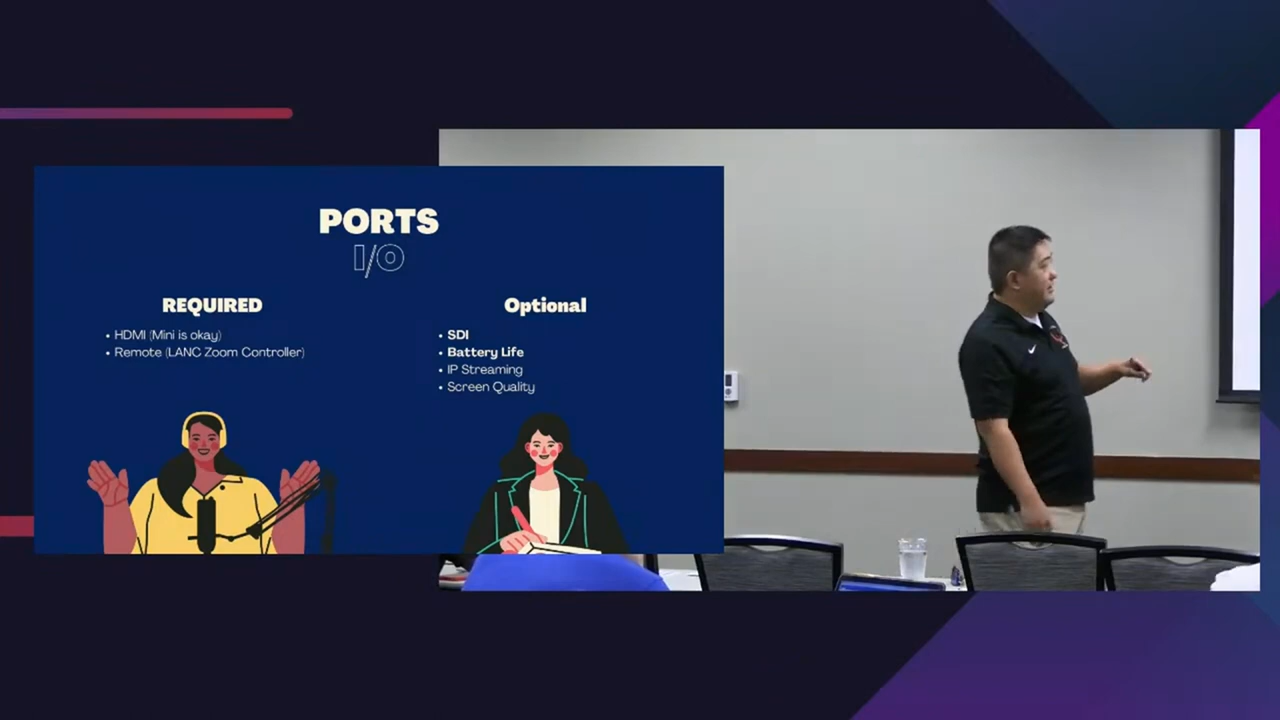 PORTS
I/O
REQUIRED
• HDMI (Mini is okay)
• Remote (LANC Zoom Controller)
Optional
• SDI
• Battery Life
• IP Streaming
• Screen Quality